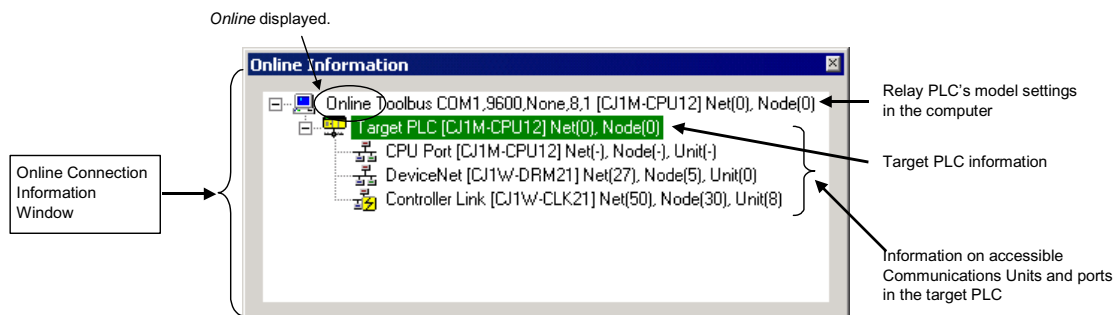 Online displayed.
Online Information
Online Toolbus COM1,9600,None,8,1 [CJ1M-CPU12] Net(0), Node(0)
Target PLC [CJ1M-CPU12] Net(0), Node(0)
CPU Port [CJ1M-CPU12] Net(-), Node(-), Unit(-)
DeviceNet [CJ1W-DRM21] Net(27), Node(5), Unit(0)
Controller Link [CJ1W-CLK21] Net(50), Node(30), Unit(8)
Online Connection
Information
Window
Relay PLC's model settings
in the computer
Target PLC information
Information on accessible
Communications Units and ports
in the target PLC